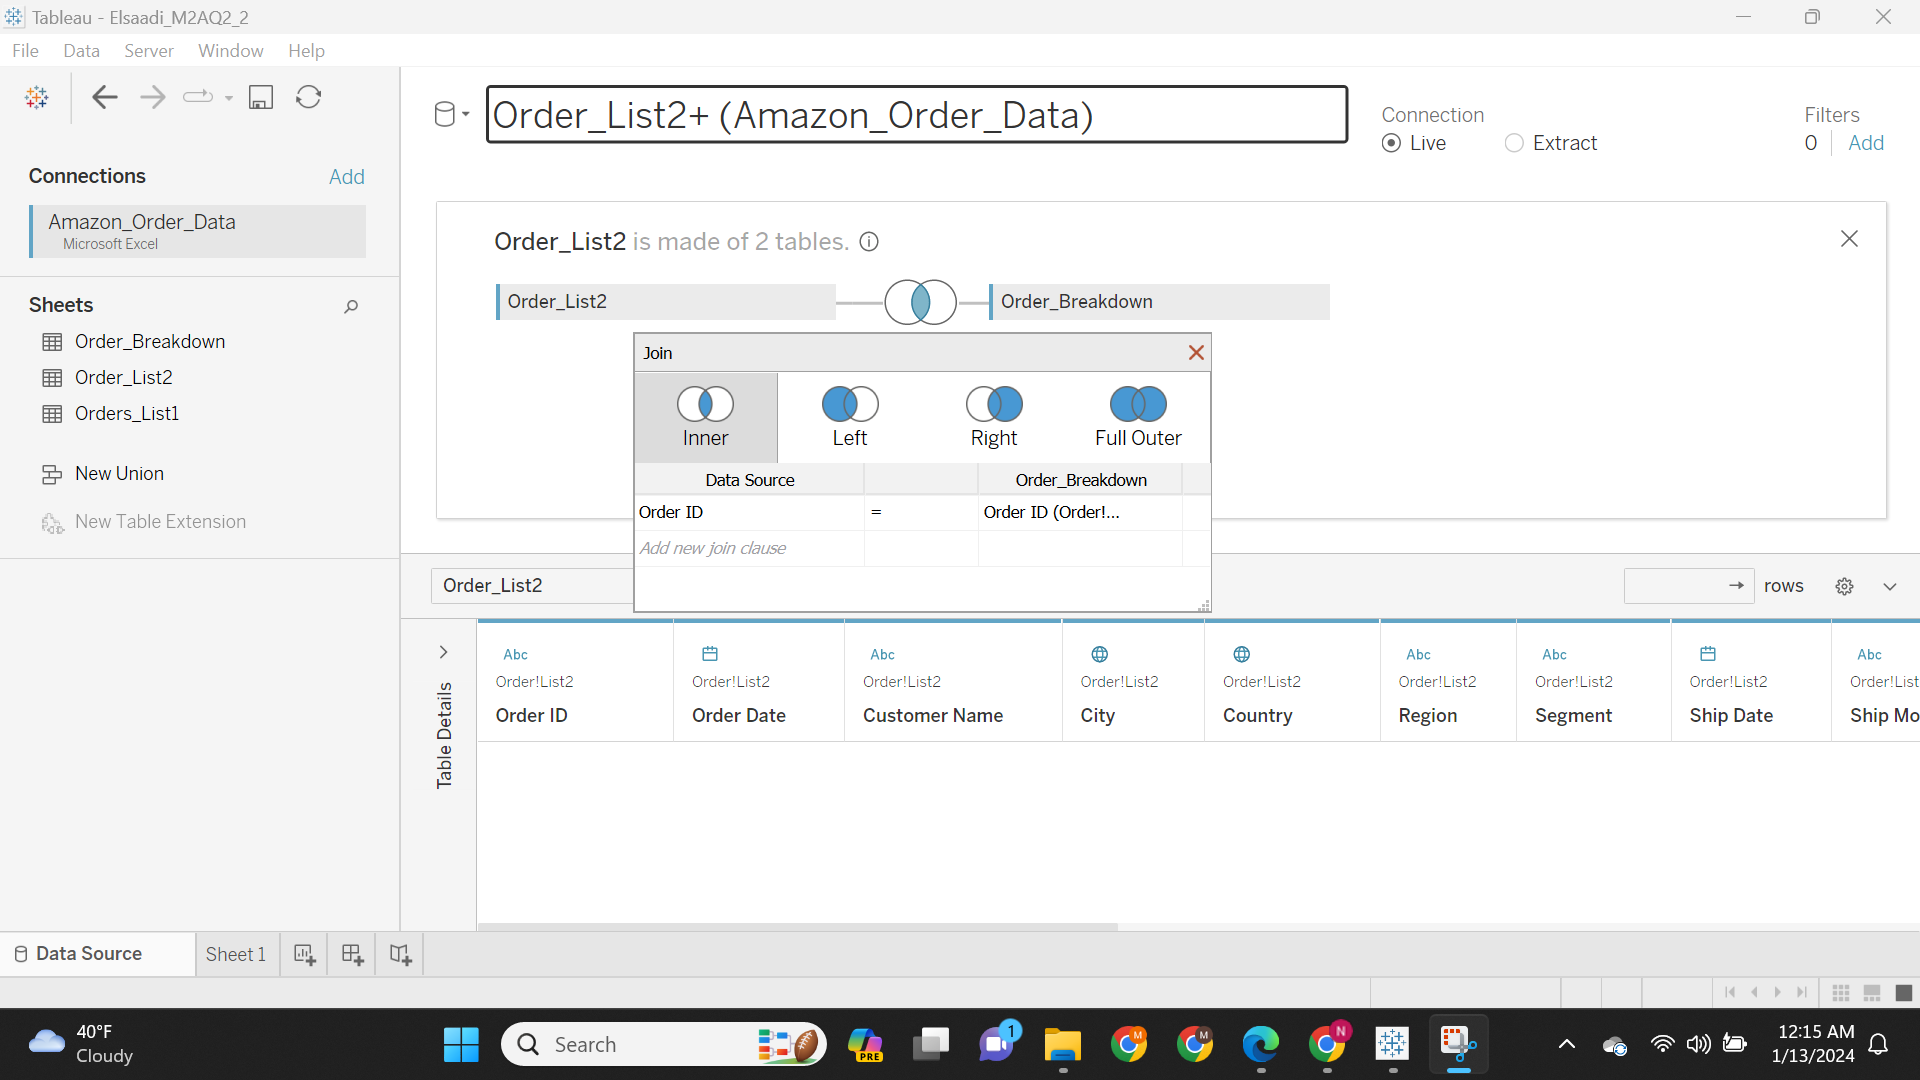 Tableau - Elsaadi_M2AQ2_2
File Data Server Window Help
Connections Add
Amazon_Order_Data
Microsoft Excel
Sheets
Order_Breakdown
Order_List2
Orders_List1
New Union
New Table Extension
Order_List2+ (Amazon_Order_Data)
Connection
Live Extract
Filters
0 Add
Order_List2 is made of 2 tables.
Order_List2 Order_Breakdown
Join
Inner Left Right Full Outer
Data Source Order_Breakdown
Order ID = Order ID (Order!...
Add new join clause
Order_List2 rows
Table Details
Abc Abc Abc Abc Abc
Order!List2 Order!List2 Order!List2 Order!List2 Order!List2 Order!List2 Order!List2 Order!List2 Order!List
Order ID Order Date Customer Name City Country Region Segment Ship Date Ship Mo
Data Source Sheet 1
40°F
Cloudy
Search
PRE
1
M
M
N
12:15 AM
1/13/2024